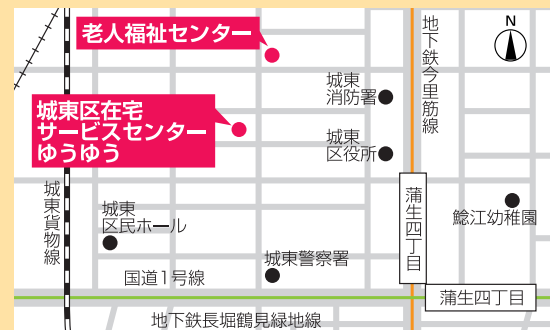 老人福祉センター
N
地下鉄今里筋線
城東
消防署
城東区在宅
サービスセンター
ゆうゆう
城東
区役所
城東貨物線
蒲生四丁目
鯰江幼稚園
城東
区民ホール
城東警察署
国道1号線
蒲生四丁目
地下鉄長堀鶴見緑地線